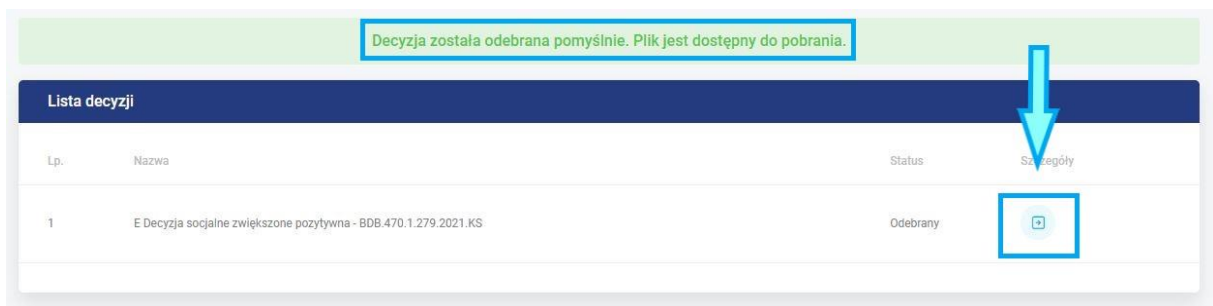 Decyzja została odebrana pomyślnie. Plik jest dostępny do pobrania.
Lista decyzji
Lp. Nazwa Status Szczegóły
1 E Decyzja socjalne zwiększone pozytywna - BDB.470.1.279.2021.KS Odebrany